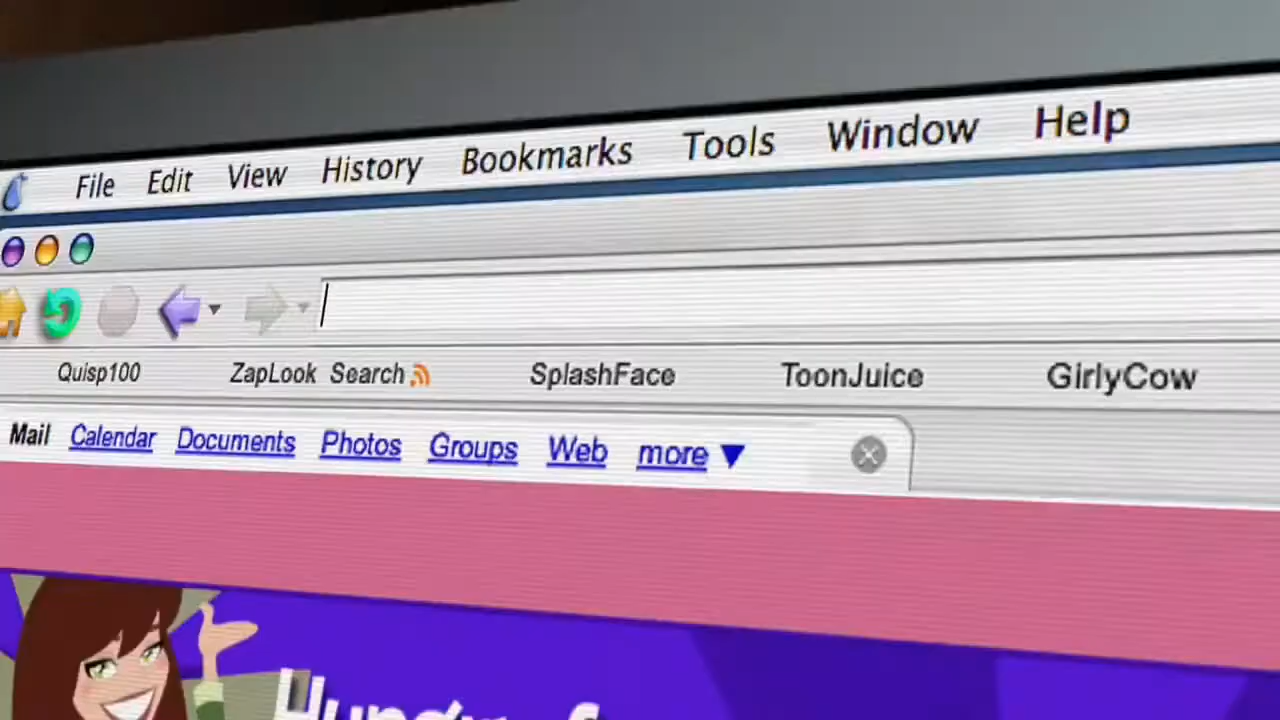 File Edit View History Bookmarks Tools Window Help
Quisp100 ZapLook Search SplashFace ToonJuice GirlyCow
Mail Calendar Documents Photos Groups Web more